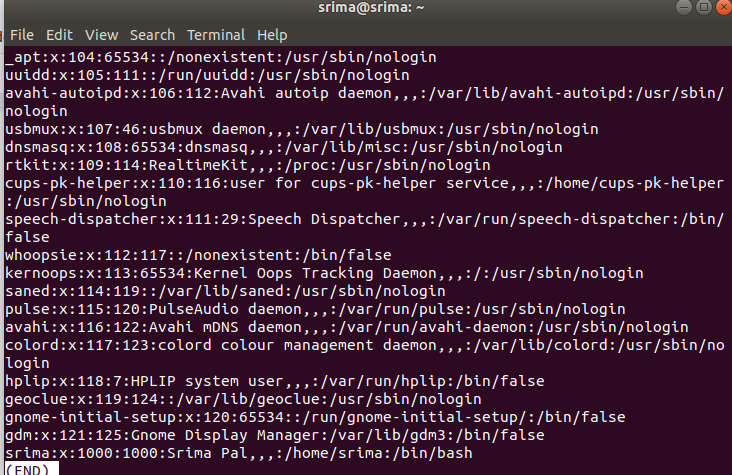 srima@srima: ~
File Edit View Search Terminal Help
_apt:x:104:65534::/nonexistent:/usr/sbin/nologin
uuidd:x:105:111::/run/uuidd:/usr/sbin/nologin
avahi-autoipd:x:106:112:Avahi autoip daemon,,,:/var/lib/avahi-autoipd:/usr/sbin/
nologin
usbmux:x:107:46:usbmux daemon,,,:/var/lib/usbmux:/usr/sbin/nologin
dnsmasq:x:108:65534:dnsmasq,,,:/var/lib/misc:/usr/sbin/nologin
rtkit:x:109:114:RealtimeKit,,,:/proc:/usr/sbin/nologin
cups-pk-helper:x:110:116:user for cups-pk-helper service,,,:/home/cups-pk-helper
:/usr/sbin/nologin
speech-dispatcher:x:111:29:Speech Dispatcher,,,:/var/run/speech-dispatcher:/bin/
false
whoopsie:x:112:117::/nonexistent:/bin/false
kernoops:x:113:65534:Kernel Oops Tracking Daemon,,,:/:/usr/sbin/nologin
saned:x:114:119::/var/lib/saned:/usr/sbin/nologin
pulse:x:115:120:PulseAudio daemon,,,:/var/run/pulse:/usr/sbin/nologin
avahi:x:116:122:Avahi mDNS daemon,,,:/var/run/avahi-daemon:/usr/sbin/nologin
colord:x:117:123:colord colour management daemon,,,:/var/lib/colord:/usr/sbin/no
login
hplip:x:118:7:HPLIP system user,,,:/var/run/hplip:/bin/false
geoclue:x:119:124::/var/lib/geoclue:/usr/sbin/nologin
gnome-initial-setup:x:120:65534::/run/gnome-initial-setup/:/bin/false
gdm:x:121:125:Gnome Display Manager:/var/lib/gdm3:/bin/false
srima:x:1000:1000:Srima Pal,,,:/home/srima:/bin/bash
(END)